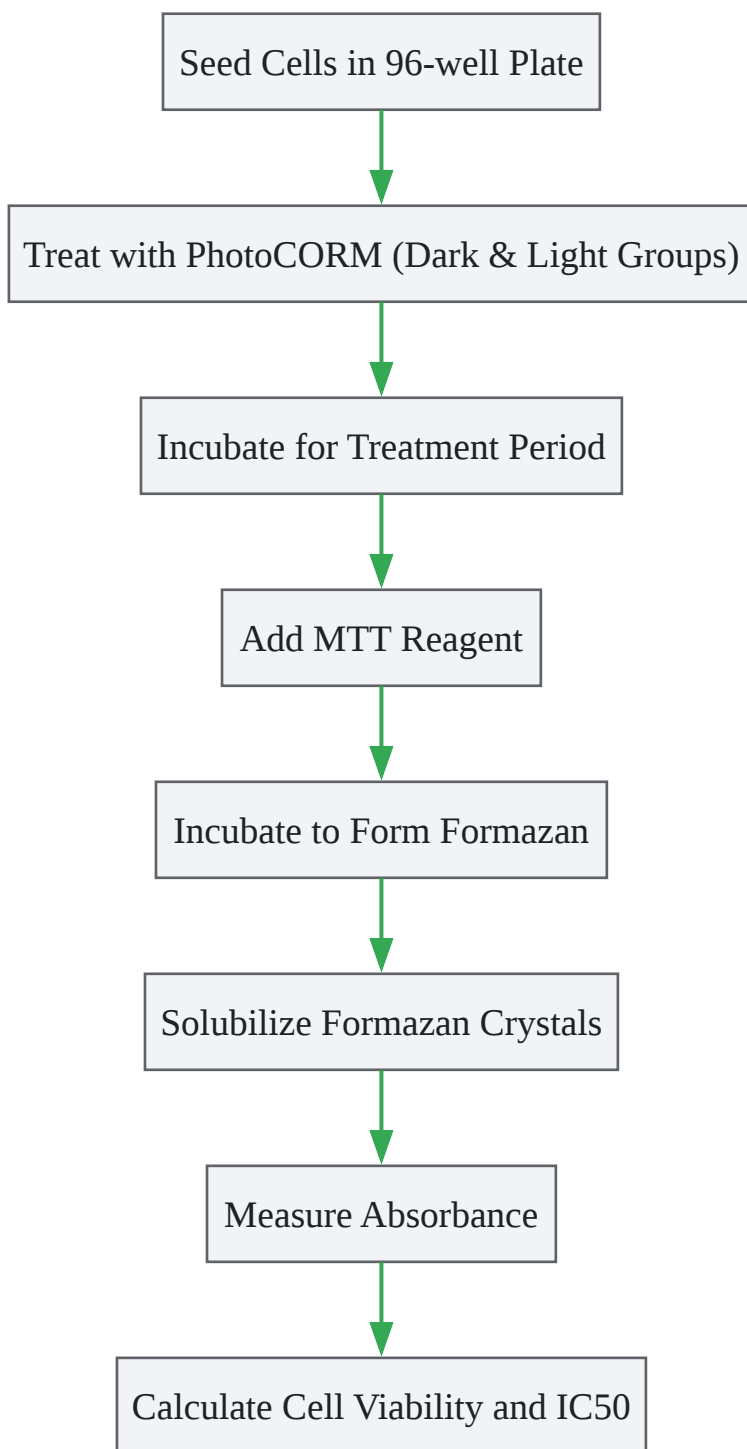 Seed Cells in 96-well Plate
Treat with PhotoCORM (Dark & Light Groups)
Incubate for Treatment Period
Add MTT Reagent
Incubate to Form Formazan
Solubilize Formazan Crystals
Measure Absorbance
Calculate Cell Viability and IC50